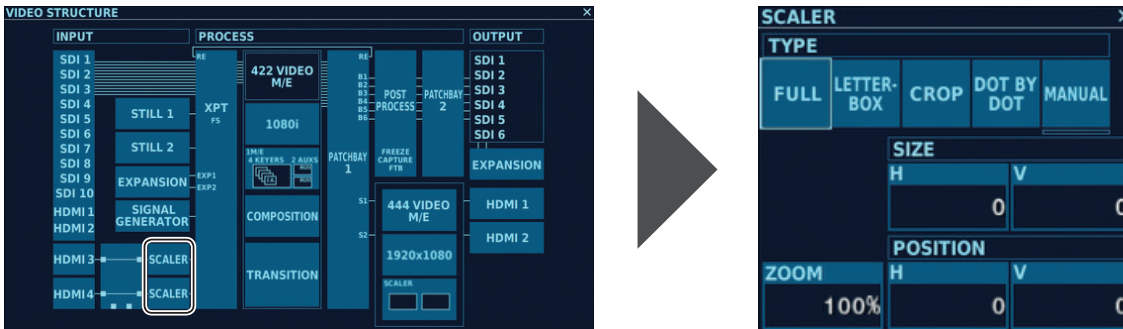 VIDEO STRUCTURE ×
INPUT
PROCESS
OUTPUT
SDI 1
SDI 2
SDI 3
SDI 4
SDI 5
SDI 6
SDI 7
SDI 8
SDI 9
SDI 10
HDMI 1
HDMI 2
HDMI 3
HDMI 4
STILL 1
STILL 2
EXPANSION
SIGNAL
GENERATOR
SCALER
SCALER
RE
XPT
FS
EXP1
EXP2
422 VIDEO
M/E
1080i
1M/E
4 KEYERS 2 AUXS
AUX
AUX
COMPOSITION
TRANSITION
RE
B1
B2
B3
B4
B5
B6
PATCHBAY
1
S1
S2
POST
PROCESS
FREEZE
CAPTURE
FTB
PATCHBAY
2
444 VIDEO
M/E
1920x1080
SCALER
SDI 1
SDI 2
SDI 3
SDI 4
SDI 5
SDI 6
EXPANSION
HDMI 1
HDMI 2
SCALER
TYPE
FULL
LETTER-
BOX
CROP
DOT BY
DOT
MANUAL
SIZE
H V
0 0
POSITION
ZOOM H V
100% 0 0